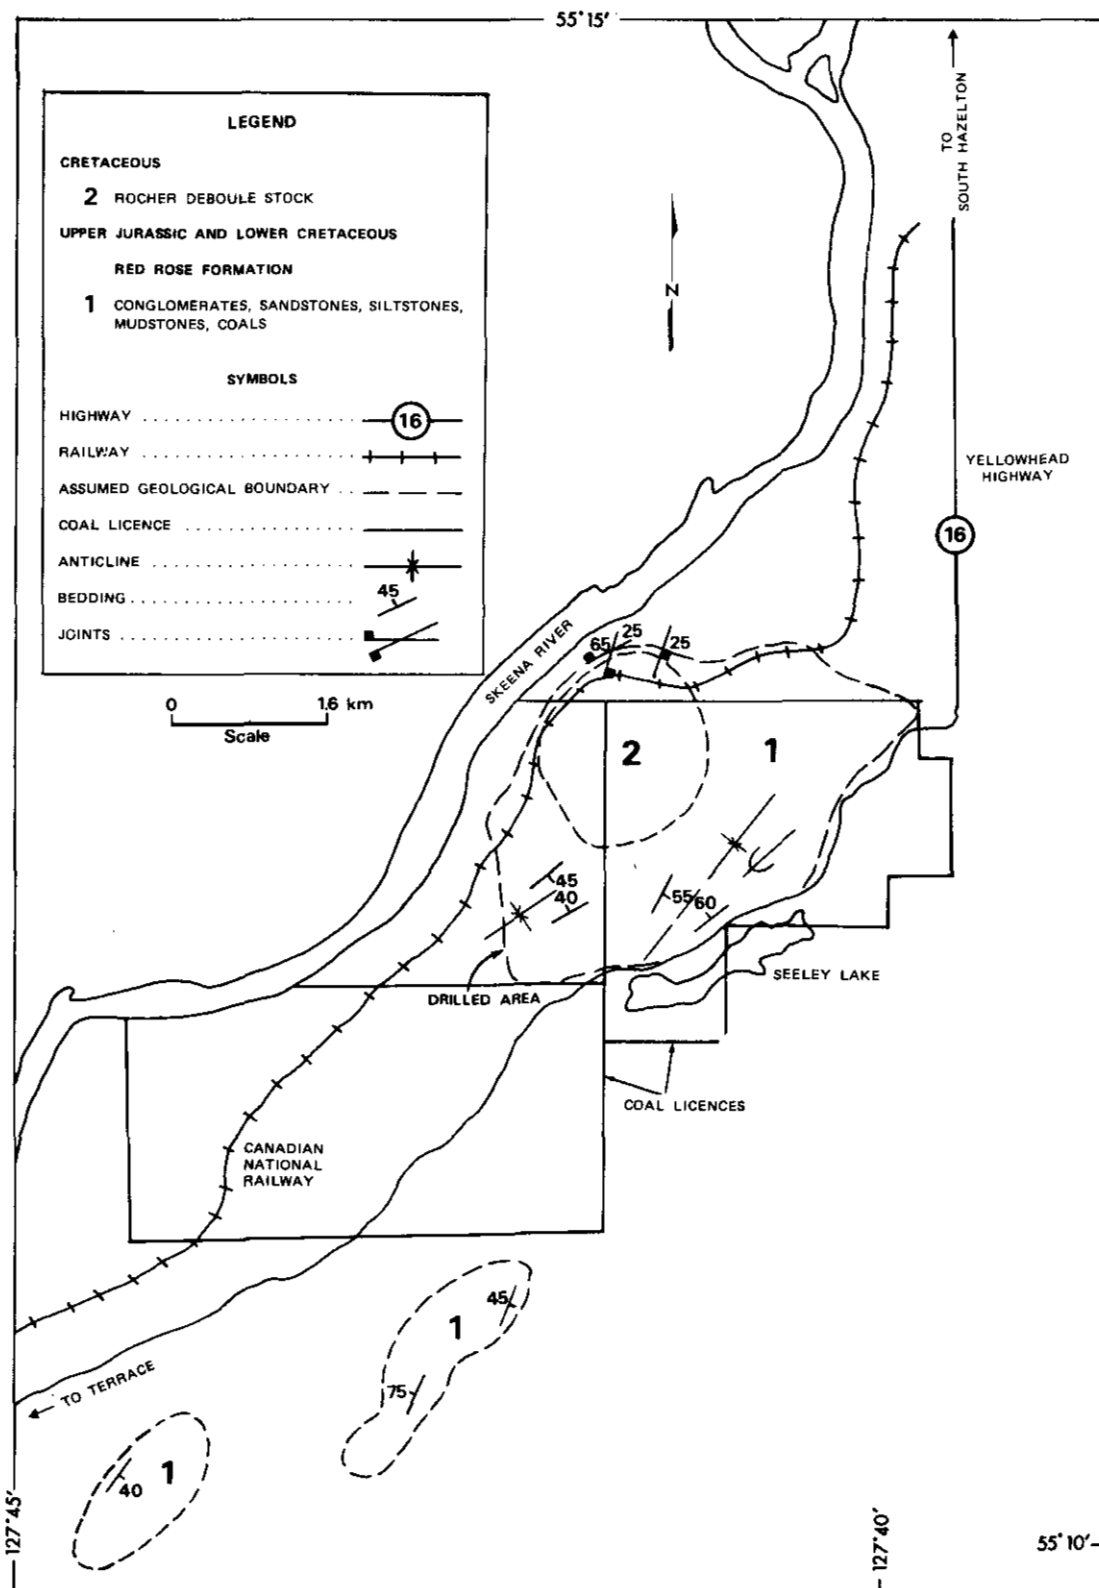 55°15'
LEGEND
CRETACEOUS
2 ROCHER DEBOULE STOCK
UPPER JURASSIC AND LOWER CRETACEOUS
RED ROSE FORMATION
1 CONGLOMERATES, SANDSTONES, SILTSTONES,
MUDSTONES, COALS
SYMBOLS
HIGHWAY 16
RAILWAY
ASSUMED GEOLOGICAL BOUNDARY
COAL LICENCE
ANTICLINE
BEDDING 45
JOINTS
0 1.6 km
Scale
N
TO
SOUTH HAZELTON
YELLOWHEAD
HIGHWAY
16
SKEENA RIVER
65 25 25
2 1
45
40
55 60
SEELEY LAKE
DRILLED AREA
COAL LICENCES
CANADIAN
NATIONAL
RAILWAY
45
1
75
TO TERRACE
1
40
127°45'
127°40'
55°10'